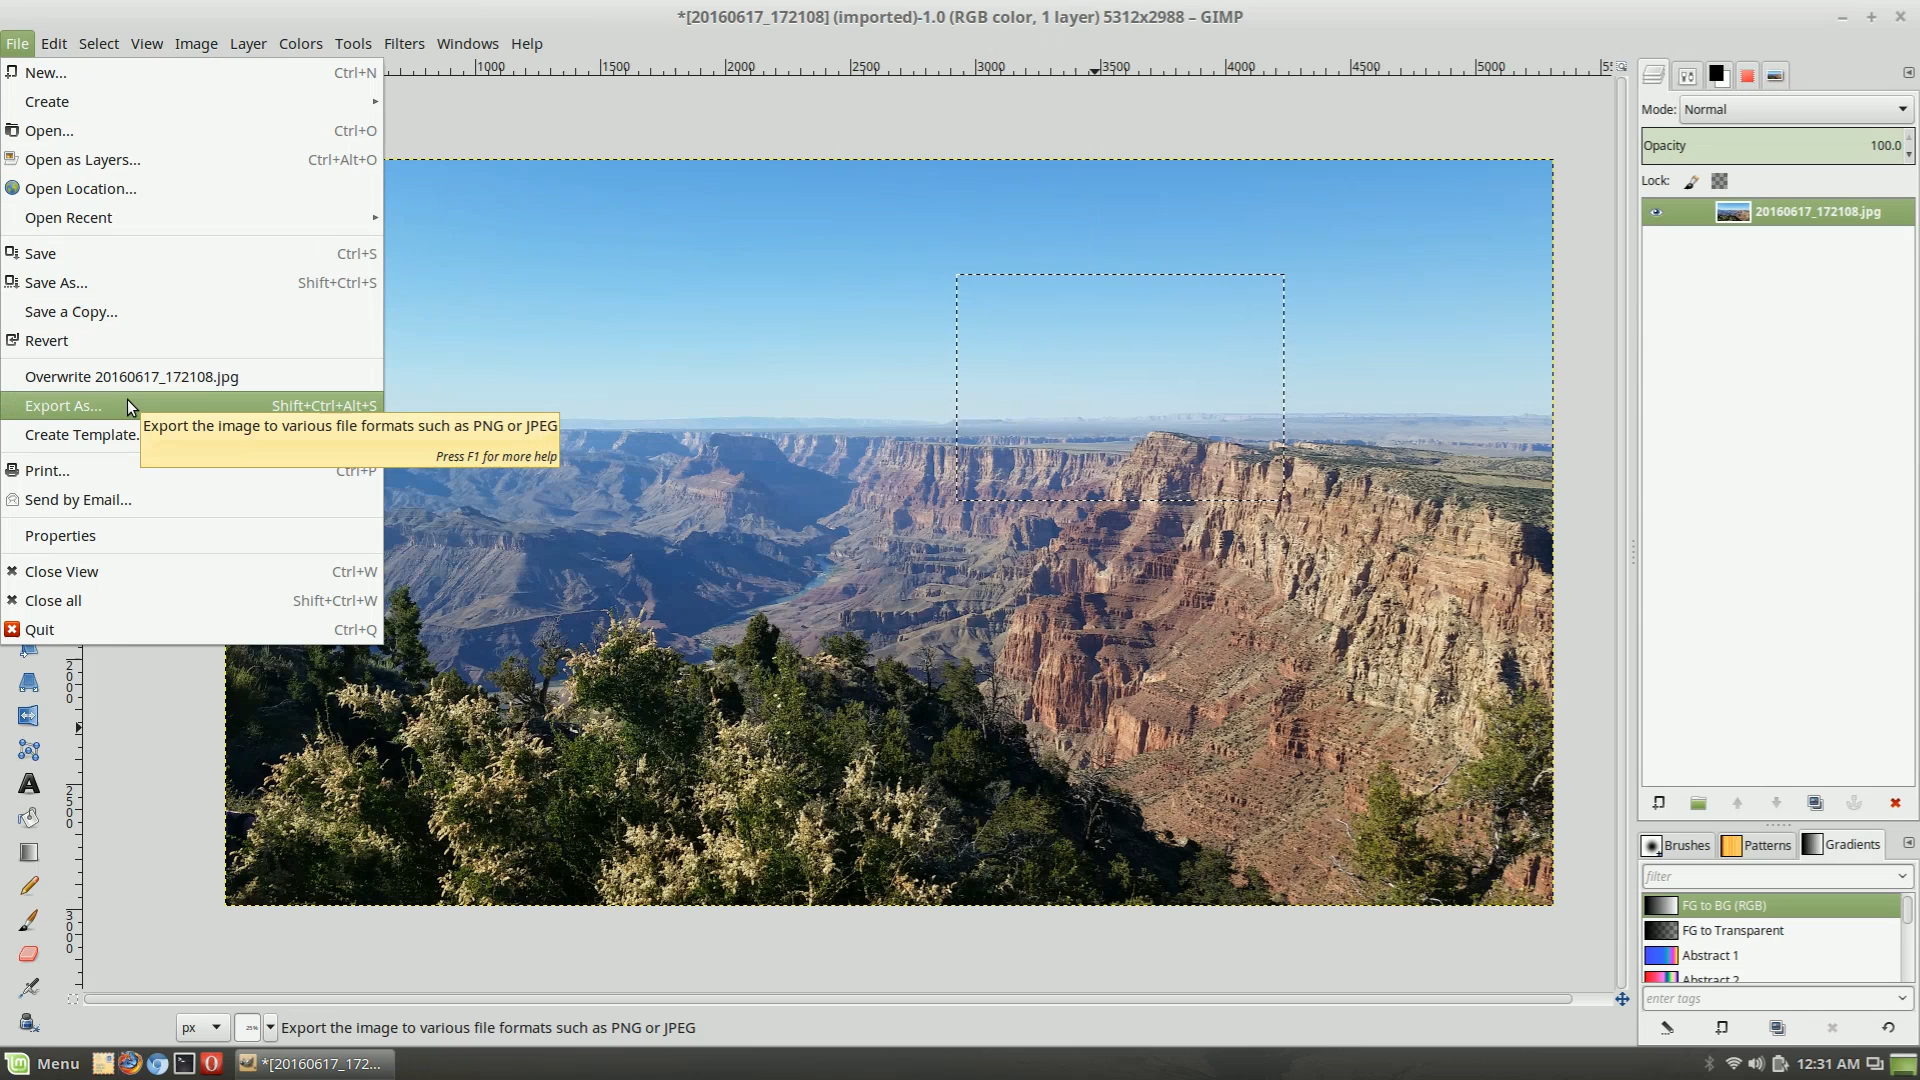 *[20160617_172108] (imported)-1.0 (RGB color, 1 layer) 5312x2988 – GIMP
File Edit Select View Image Layer Colors Tools Filters Windows Help
New... Ctrl+N
Create
Open... Ctrl+O
Open as Layers... Ctrl+Alt+O
Open Location...
Open Recent
Save Ctrl+S
Save As... Shift+Ctrl+S
Save a Copy...
Revert
Overwrite 20160617_172108.jpg
Export As... Shift+Ctrl+Alt+S
Create Template.
Print... Ctrl+P
Send by Email...
Properties
Close View Ctrl+W
Close all Shift+Ctrl+W
Quit Ctrl+Q
Export the image to various file formats such as PNG or JPEG
Press F1 for more help
1000 1500 2000 2500 3000 3500 4000 4500 5000
2000
2500
3000
Mode: Normal
Opacity 100.0
Lock:
20160617_172108.jpg
Brushes Patterns Gradients
filter
FG to BG (RGB)
FG to Transparent
Abstract 1
Abstract 2
enter tags
px 25% Export the image to various file formats such as PNG or JPEG
Menu *[20160617_172... 12:31 AM